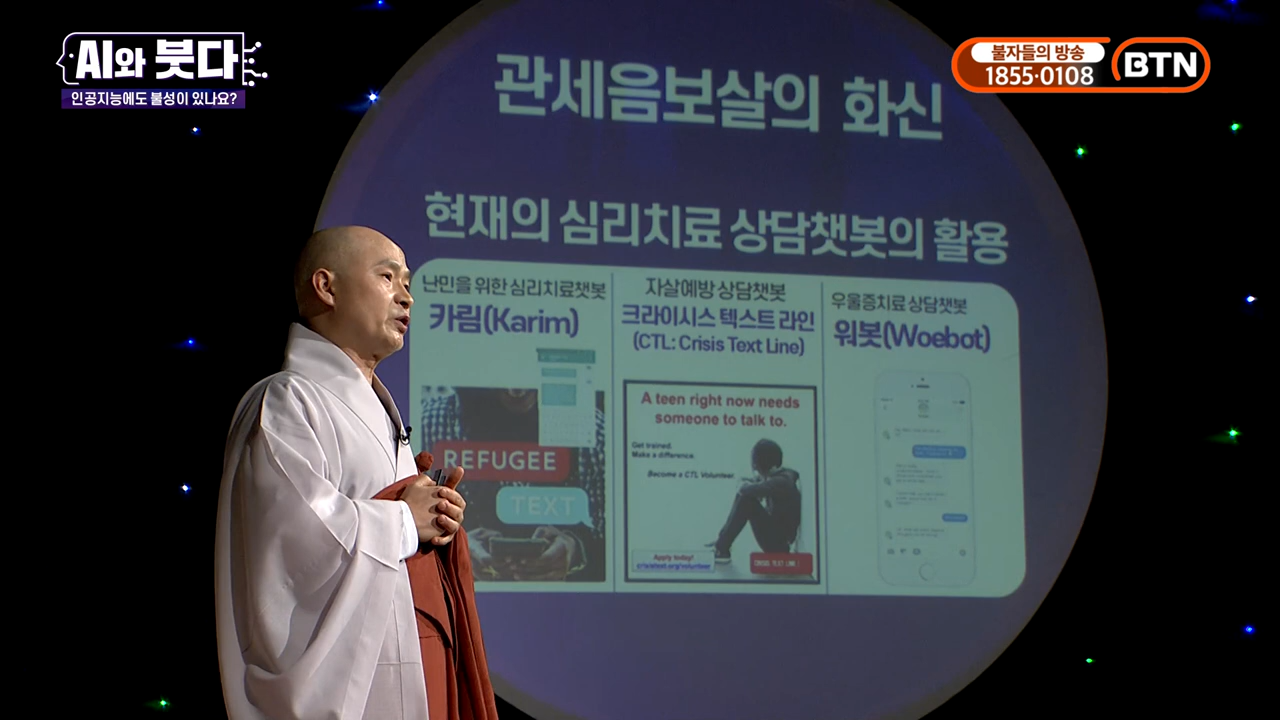 AI와 붓다
인공지능에도 불성이 있나요?
불자들의 방송
1855·0108
BTN
관세음보살의 화신
현재의 심리치료 상담챗봇의 활용
난민을 위한 심리치료챗봇
카림(Karim)
REFUGEE
TEXT
자살예방 상담챗봇
크라이시스 텍스트 라인
(CTL: Crisis Text Line)
A teen right now needs
someone to talk to.
Get trained.
Make a difference.
Become a CTL Volunteer.
Apply today!
crisistext.org/volunteer
CRISIS TEXT LINE
우울증치료 상담챗봇
워봇(Woebot)